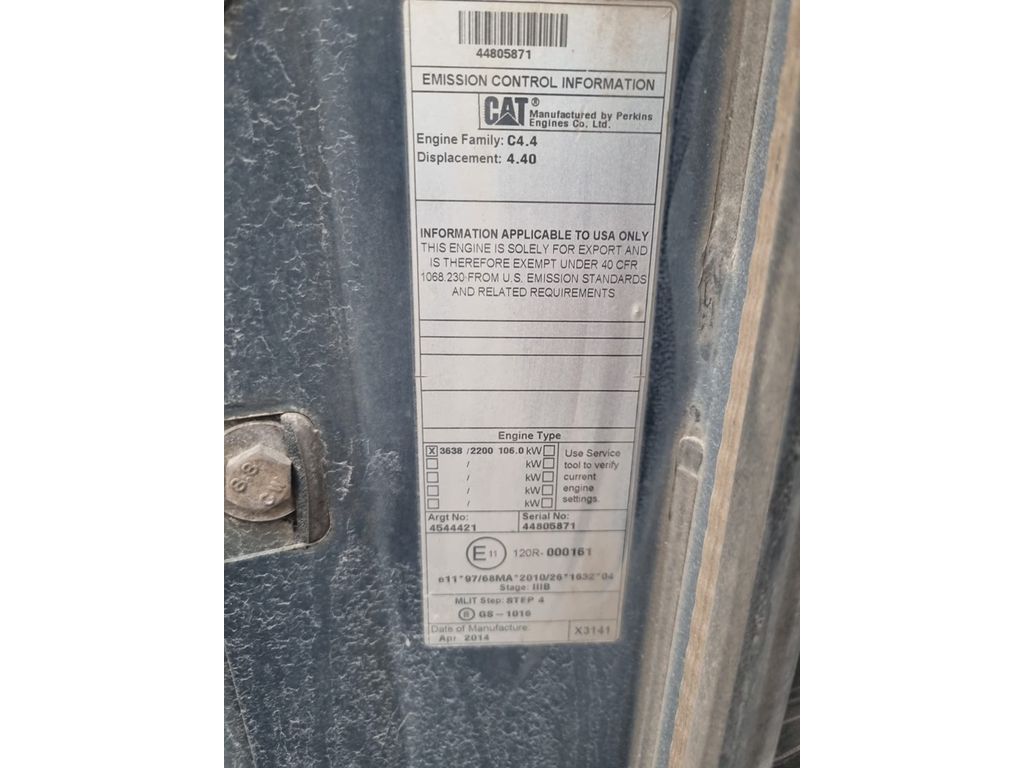 44805871
EMISSION CONTROL INFORMATION
CAT® Manufactured by Perkins
Engines Co, Ltd.
Engine Family: C4.4
Displacement: 4.40
INFORMATION APPLICABLE TO USA ONLY
THIS ENGINE IS SOLELY FOR EXPORT AND
IS THEREFORE EXEMPT UNDER 40 CFR
1068.230 FROM U.S. EMISSION STANDARDS
AND RELATED REQUIREMENTS
Engine Type
X 3638 /2200 106.0 kW
/ kW
/ kW
/ kW
/ kW
Use Service
tool to verify
current
engine
settings.
Argt No:
4544421
Serial No:
44805871
E11 120R-000161
e11*97/68MA*2010/26*1632*04
Stage: IIIB
MLIT Step: STEP 4
GS-1016
Date of Manufacture:
Apr 2014
X3141
8.8